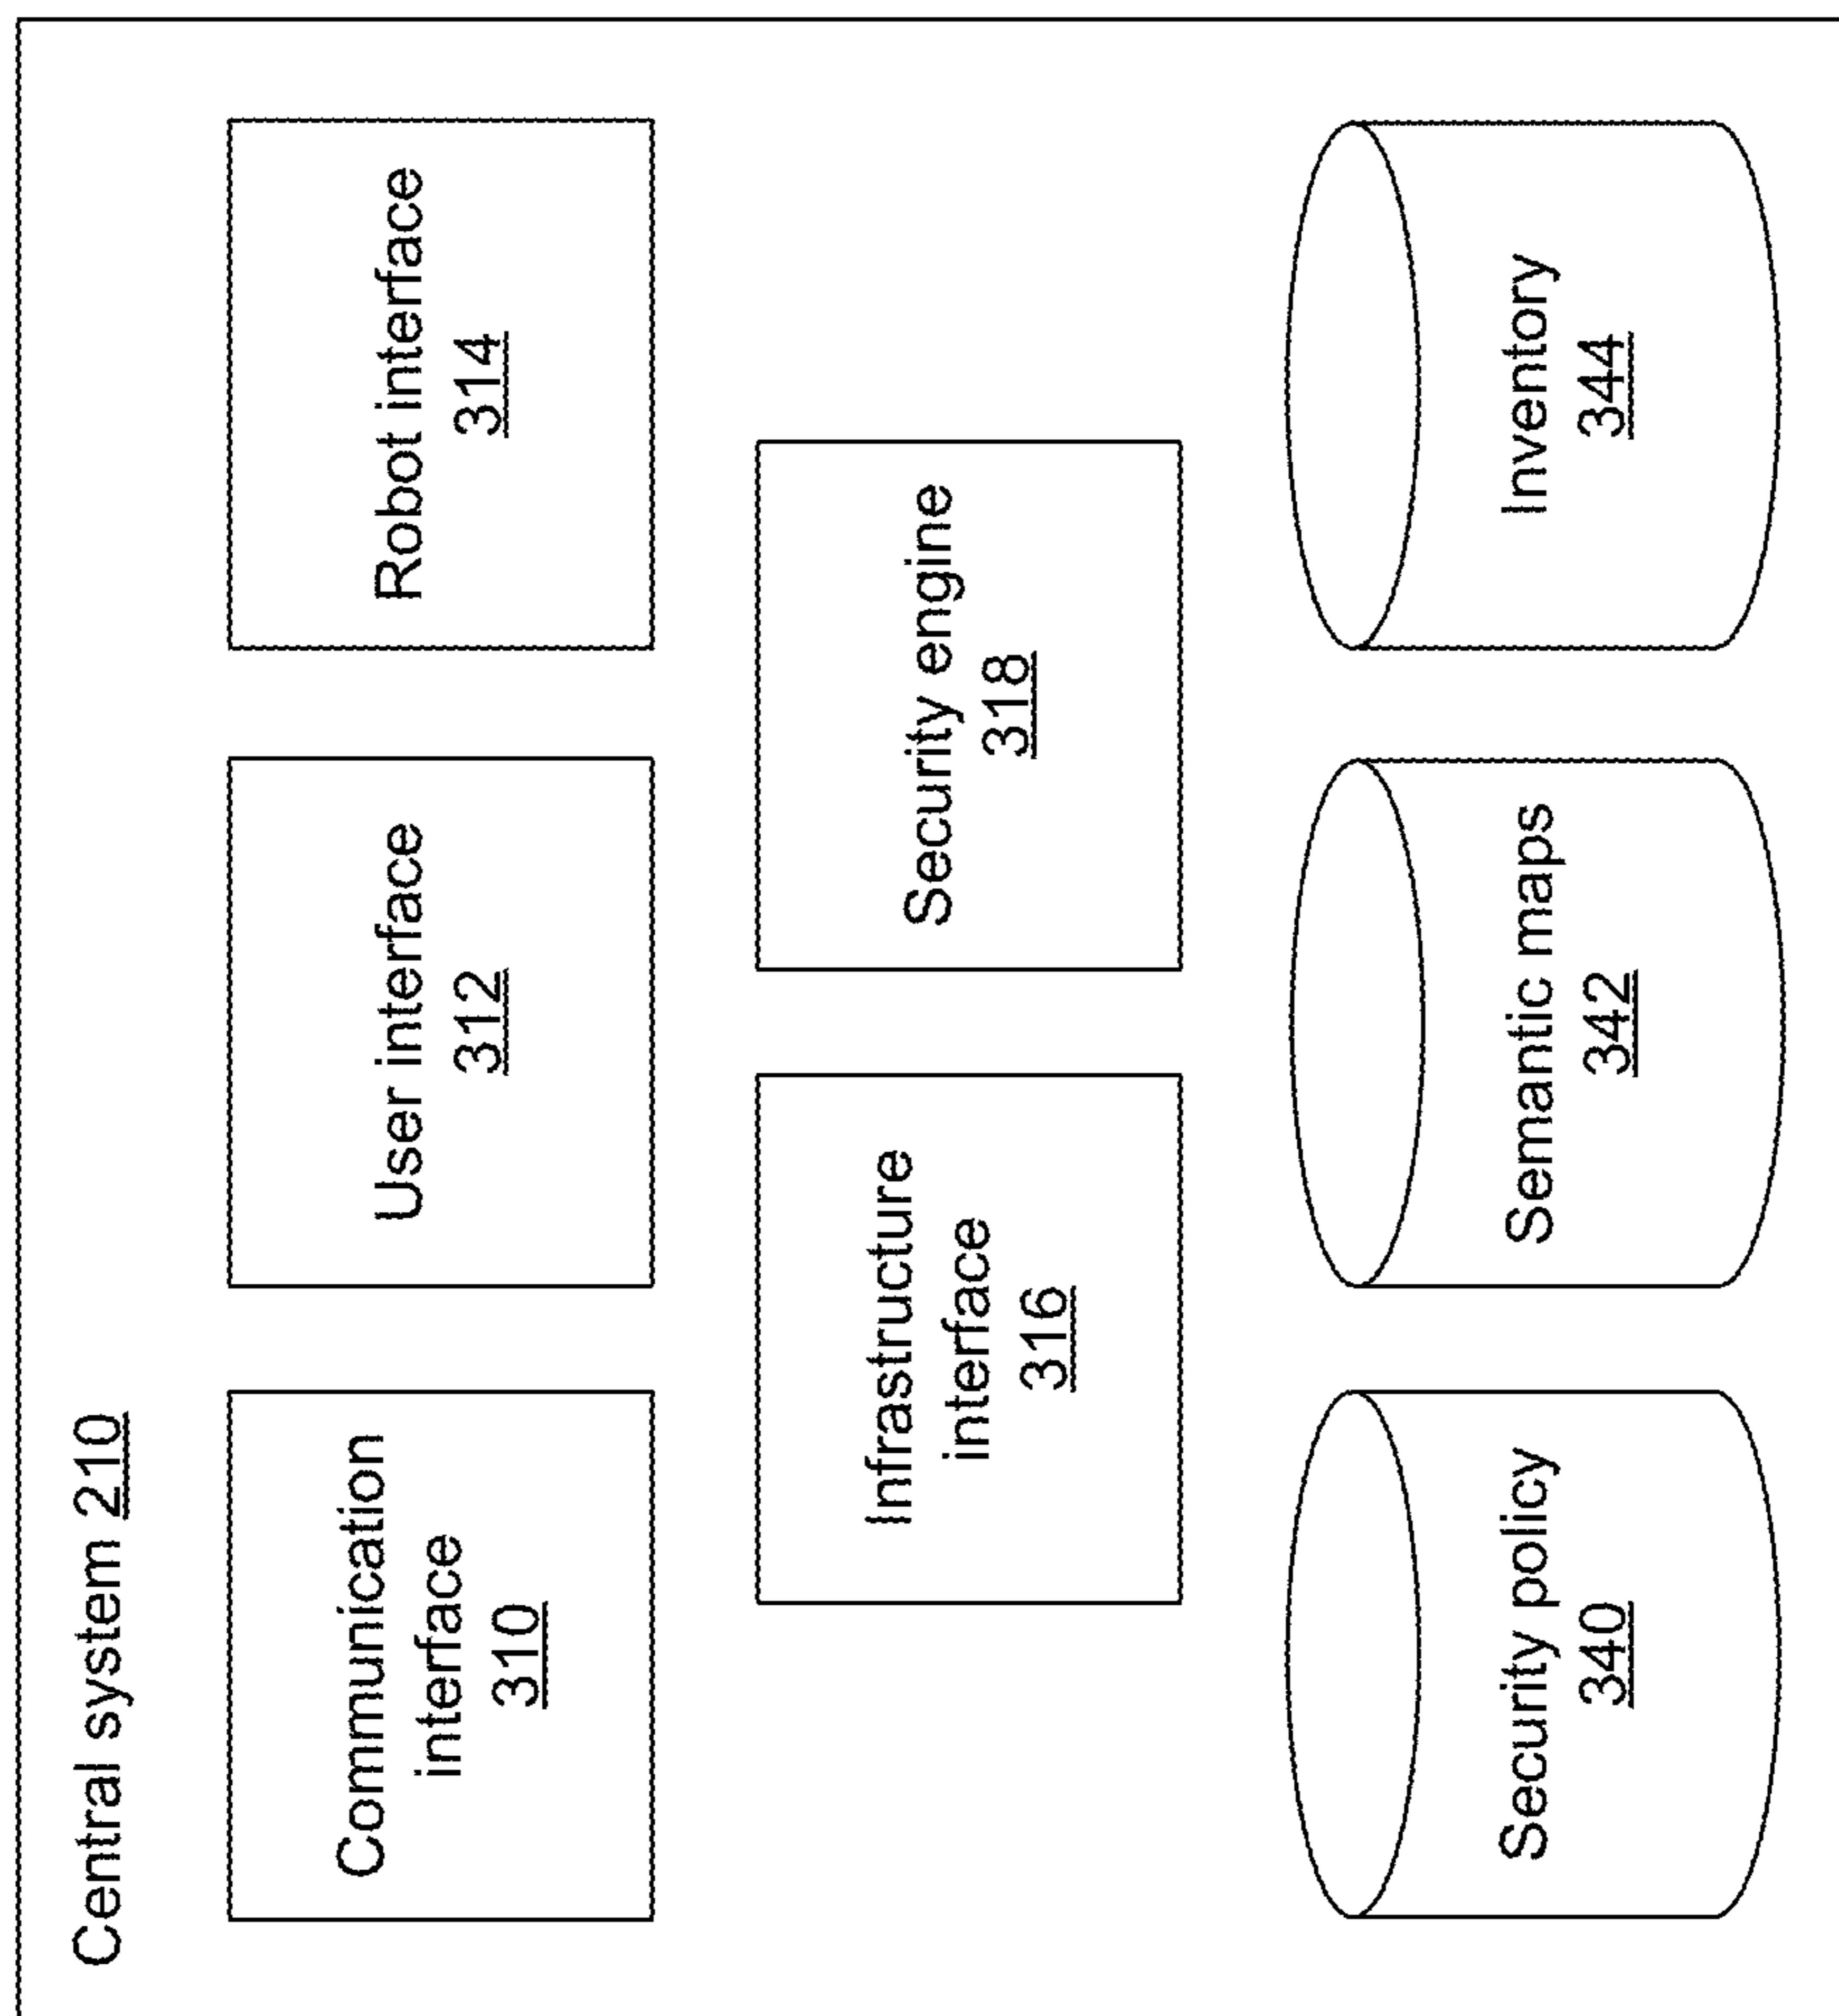 Central system 210
Communication
interface
310
User interface
312
Robot interface
314
Infrastructure
interface
316
Security engine
318
Security policy
340
Semantic maps
342
Inventory
344